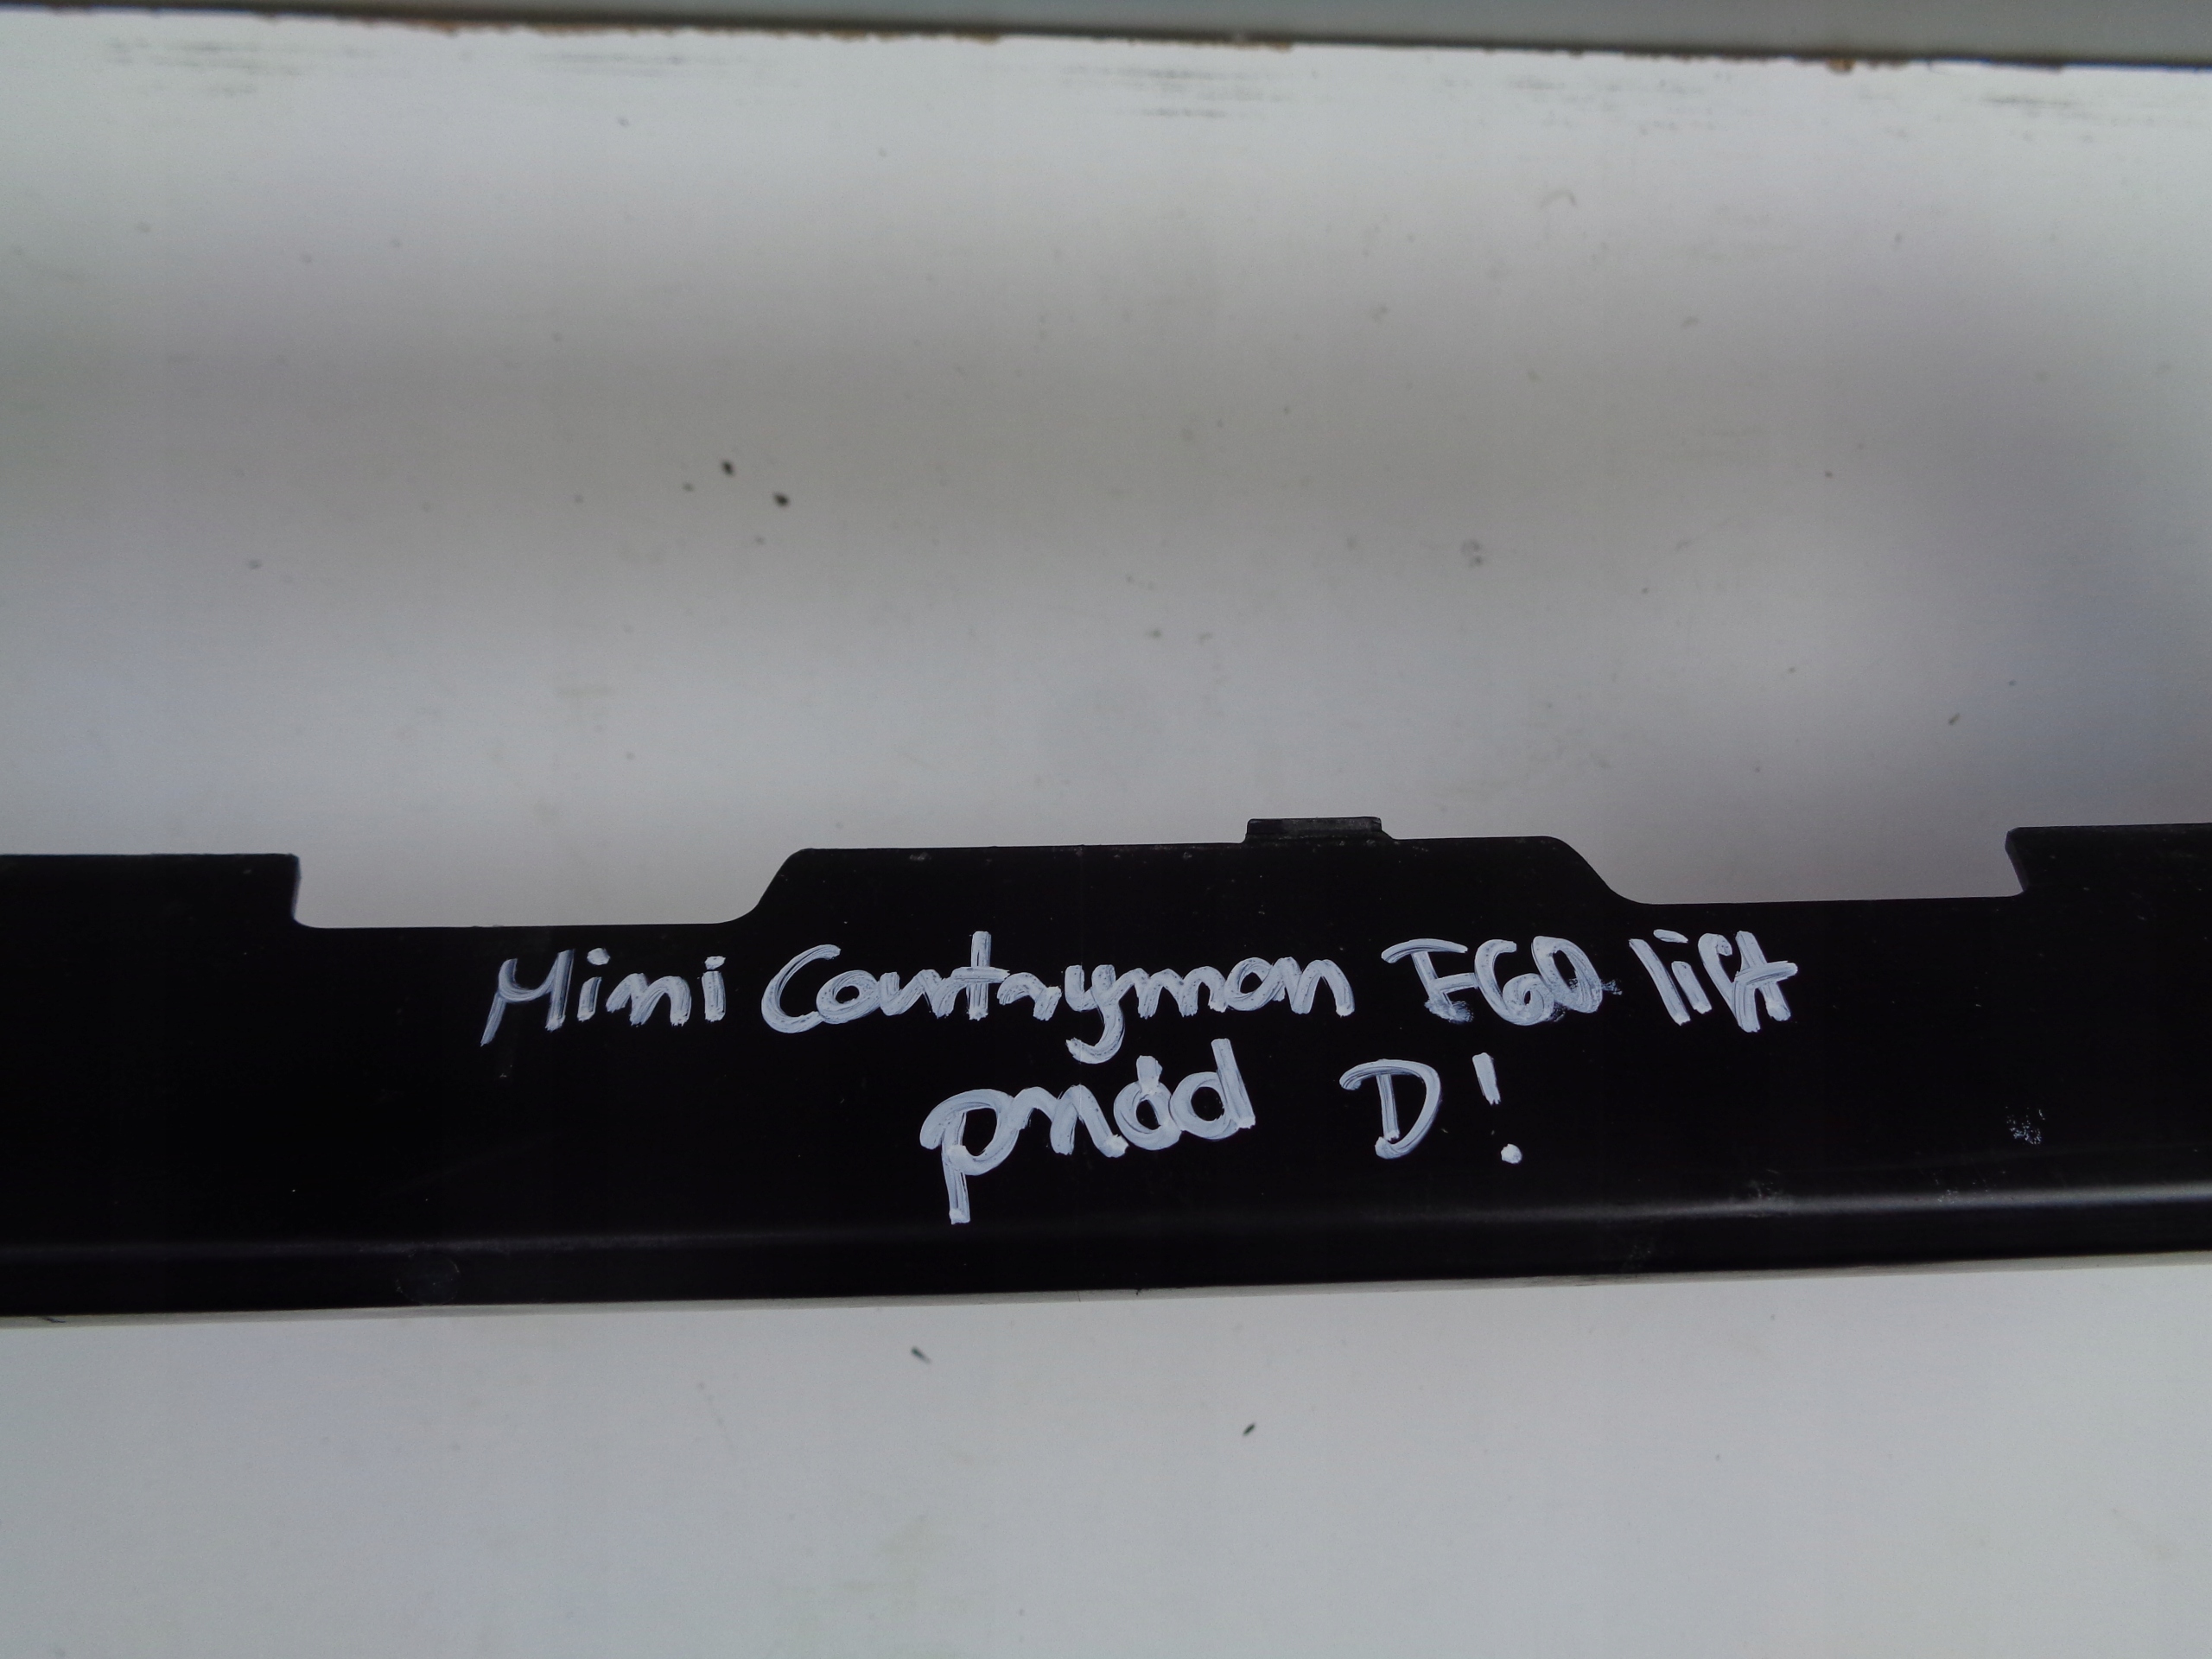 Mini Countryman F60 lift
przód D!